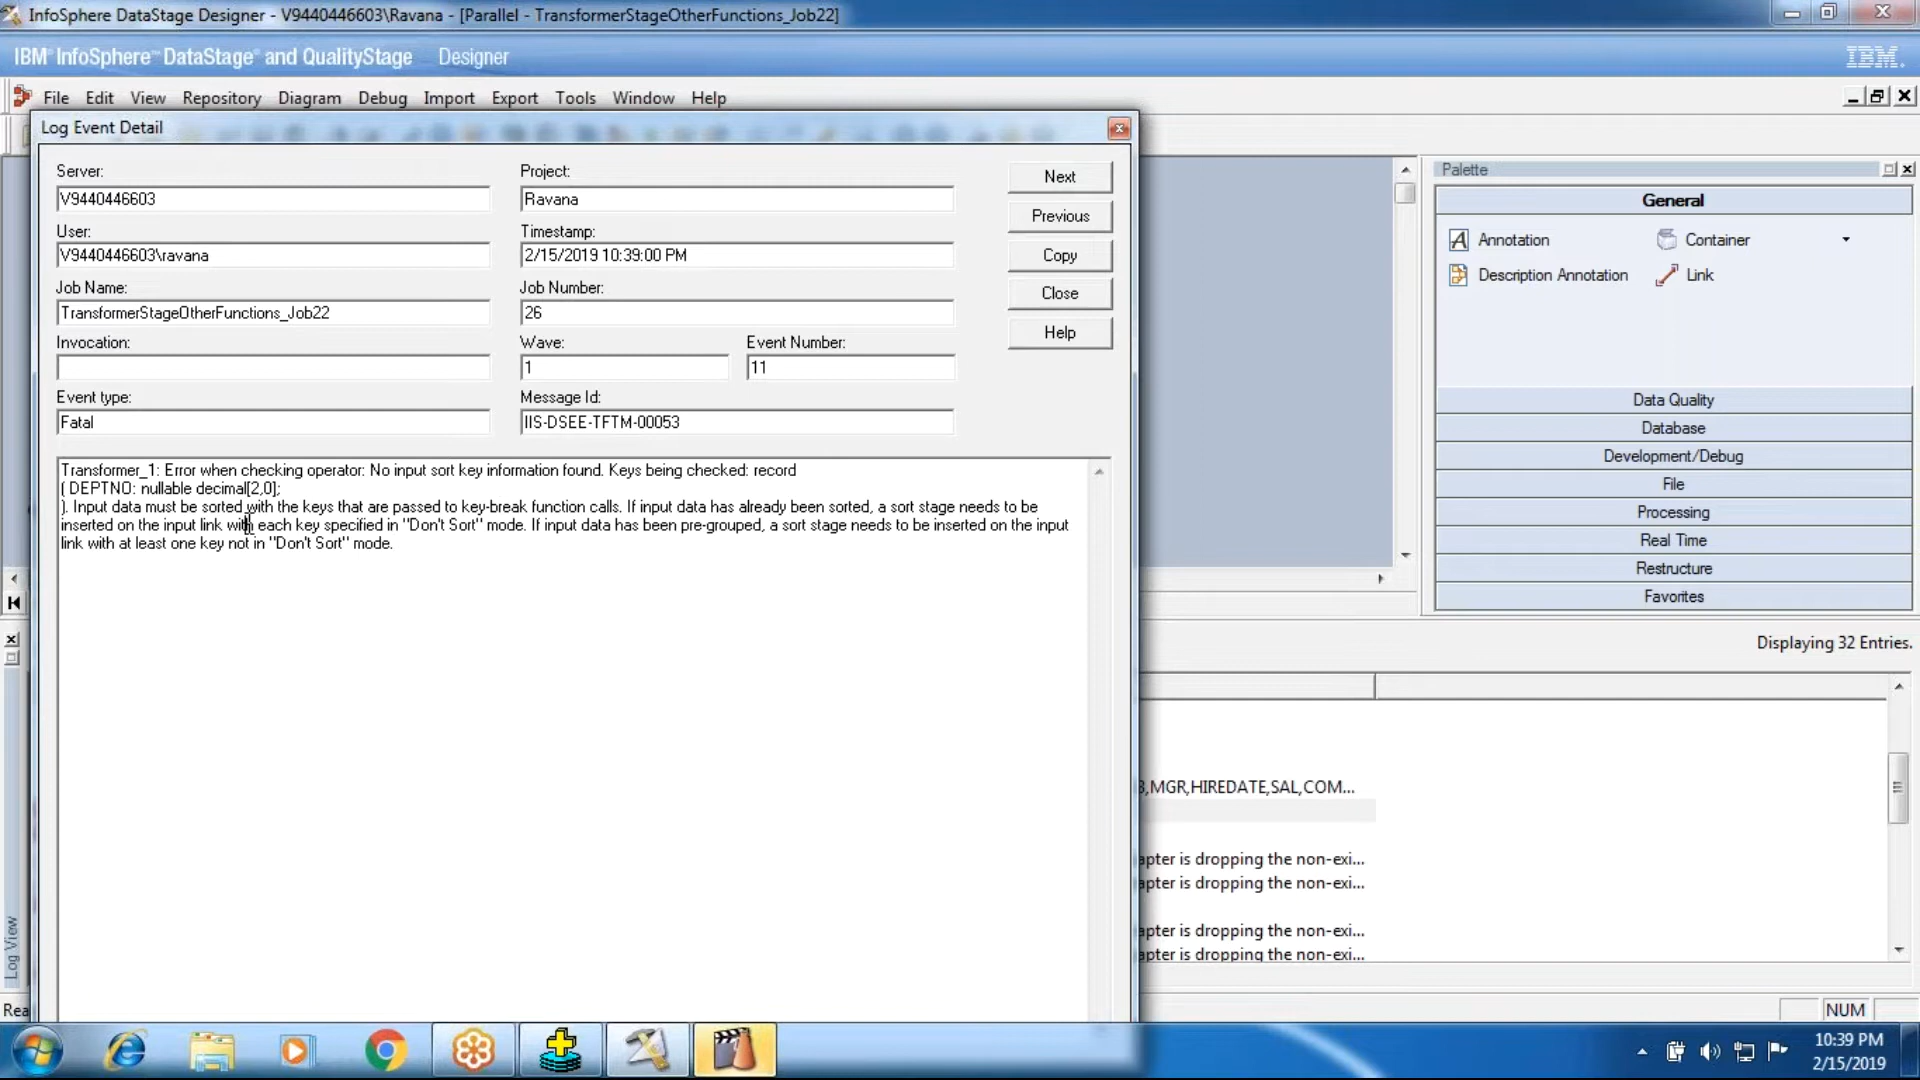 InfoSphere DataStage Designer - V9440446603\Ravana - [Parallel - TransformerStageOtherFunctions_Job22]
IBM® InfoSphere™ DataStage® and QualityStage Designer
IBM.
File Edit View Repository Diagram Debug Import Export Tools Window Help
Log Event Detail
Server:
V9440446603
Project:
Ravana
User:
V9440446603\ravana
Timestamp:
2/15/2019 10:39:00 PM
Job Name:
TransformerStageOtherFunctions_Job22
Job Number:
26
Invocation:
Wave:
1
Event Number:
11
Event type:
Fatal
Message Id:
IIS-DSEE-TFTM-00053
Next
Previous
Copy
Close
Help
Transformer_1: Error when checking operator: No input sort key information found. Keys being checked: record
( DEPTNO: nullable decimal[2,0];
). Input data must be sorted with the keys that are passed to key-break function calls. If input data has already been sorted, a sort stage needs to be
inserted on the input link with each key specified in "Don't Sort" mode. If input data has been pre-grouped, a sort stage needs to be inserted on the input
link with at least one key not in "Don't Sort" mode.
Palette
General
Annotation
Container
Description Annotation
Link
Data Quality
Database
Development/Debug
File
Processing
Real Time
Restructure
Favorites
Displaying 32 Entries.
,MGR,HIREDATE,SAL,COM...
apter is dropping the non-exi...
apter is dropping the non-exi...
apter is dropping the non-exi...
apter is dropping the non-exi...
Log View
Rea
NUM
10:39 PM
2/15/2019